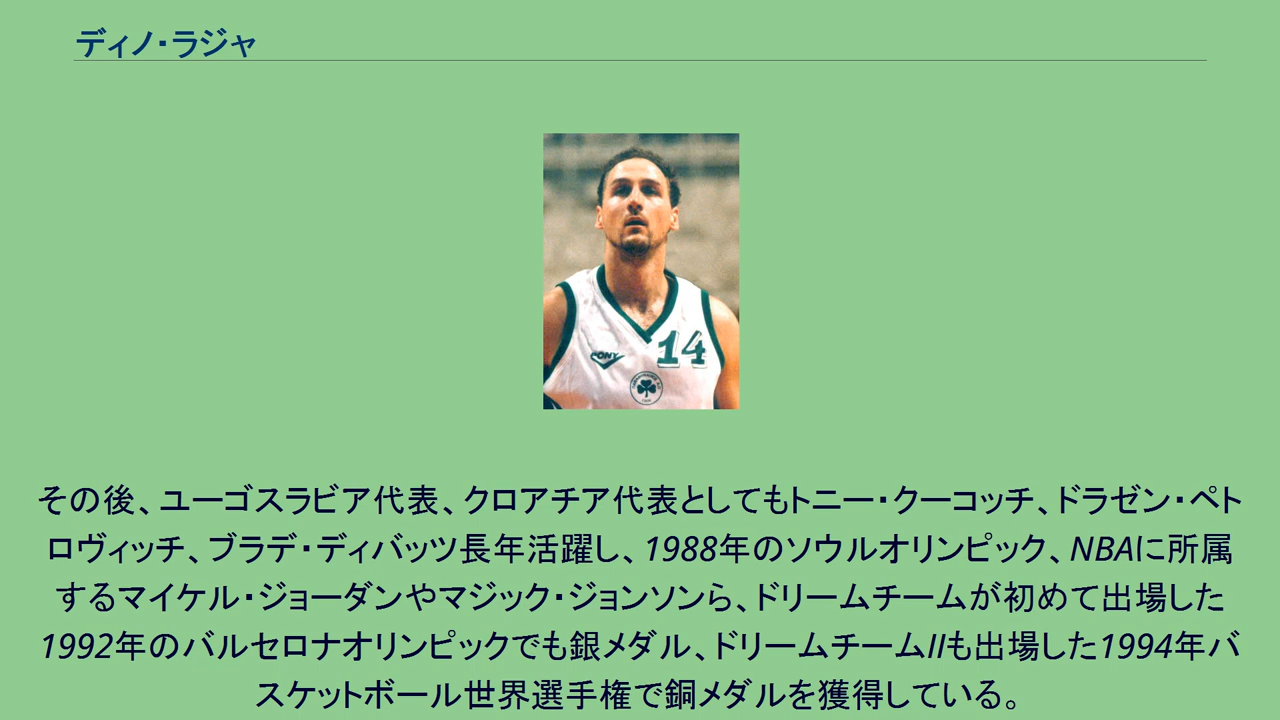 ディノ・ラジャ
PONY
14
その後、ユーゴスラビア代表、クロアチア代表としてもトニー・クーコッチ、ドラゼン・ペト
ロヴィッチ、ブラデ・ディバッツ長年活躍し、1988年のソウルオリンピック、NBAに所属
するマイケル・ジョーダンやマジック・ジョンソンら、ドリームチームが初めて出場した
1992年のバルセロナオリンピックでも銀メダル、ドリームチームIIも出場した1994年バ
スケットボール世界選手権で銅メダルを獲得している。